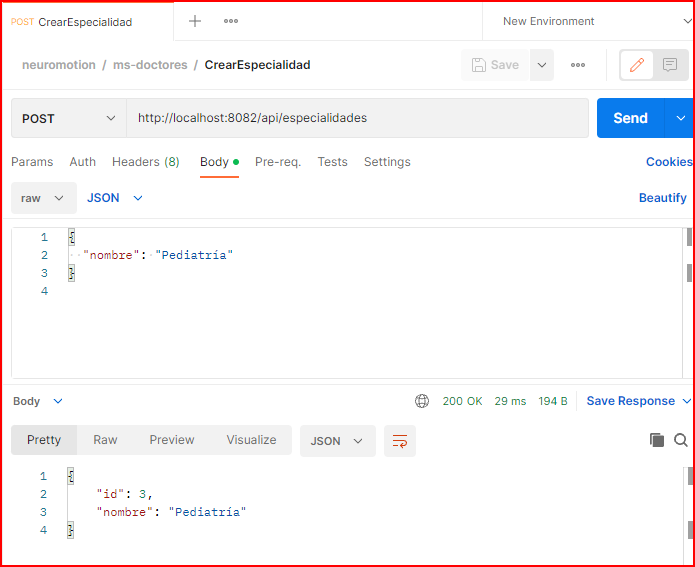 POST CrearEspecialidad
New Environment
neuromotion / ms-doctores / CrearEspecialidad
Save
POST
http://localhost:8082/api/especialidades
Send
Params Auth Headers (8) Body Pre-req. Tests Settings Cookies
raw JSON Beautify
1 {
2 "nombre": "Pediatría"
3 }
4
Body 200 OK 29 ms 194 B Save Response
Pretty Raw Preview Visualize JSON
1 {
2 "id": 3,
3 "nombre": "Pediatría"
4 }